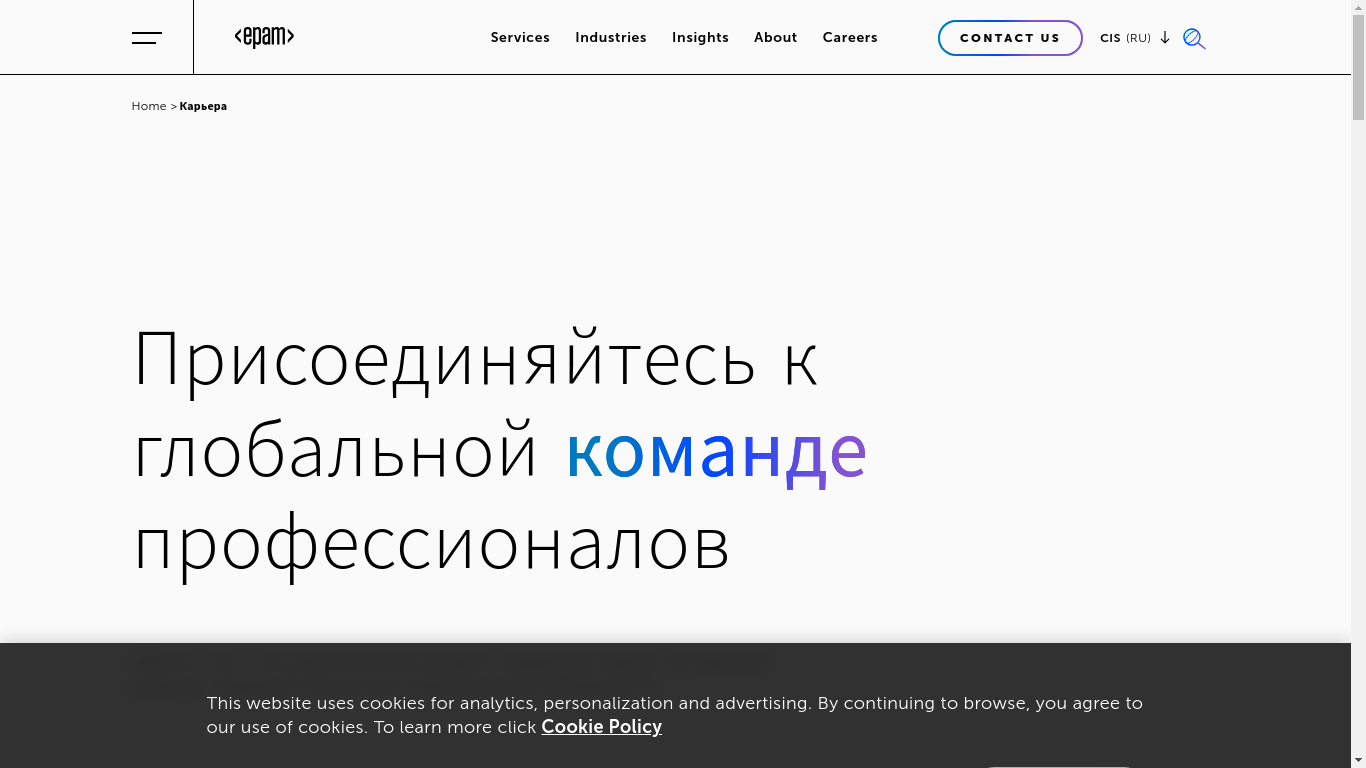 <epam>
Services Industries Insights About Careers
CONTACT US
CIS (RU)
Home > Карьера
Присоединяйтесь к
глобальной команде
профессионалов
This website uses cookies for analytics, personalization and advertising. By continuing to browse, you agree to
our use of cookies. To learn more click Cookie Policy